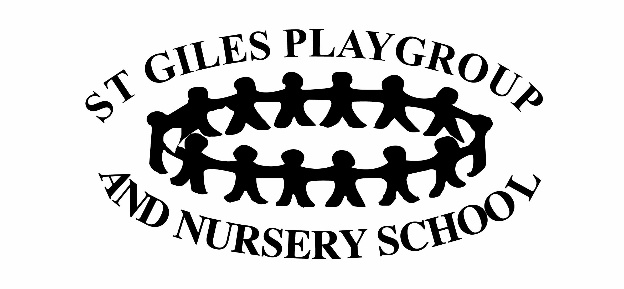 ST GILES PLAYGROUP
AND NURSERY SCHOOL